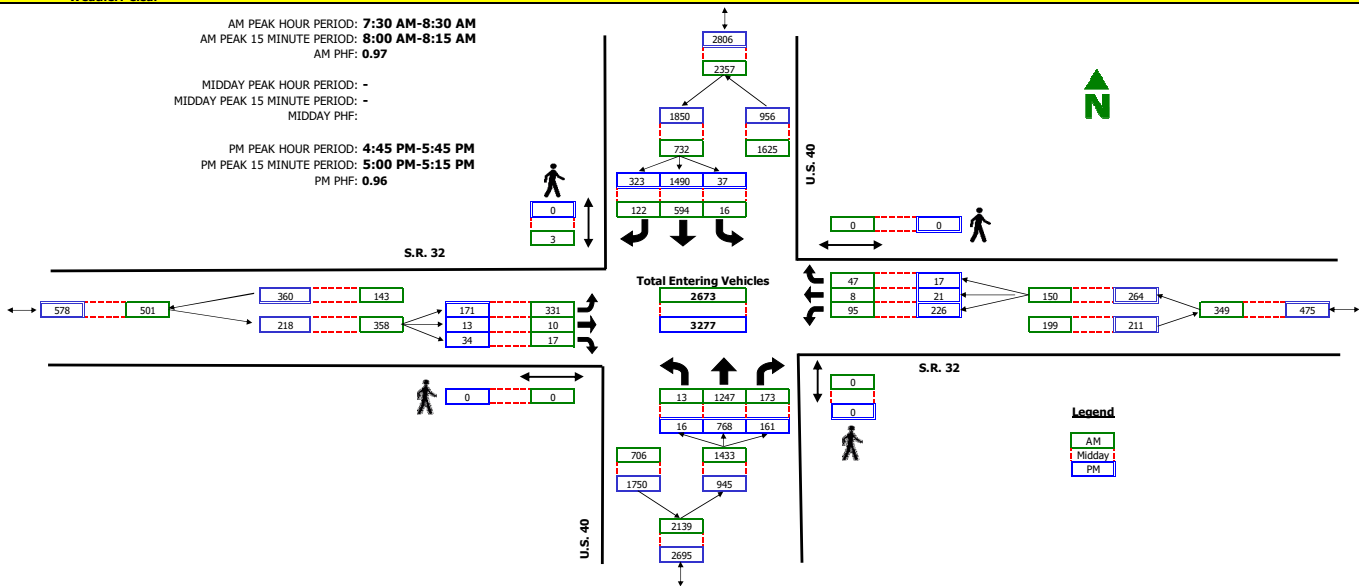 AM PEAK HOUR PERIOD: 7:30 AM-8:30 AM
AM PEAK 15 MINUTE PERIOD: 8:00 AM-8:15 AM
AM PHF: 0.97
MIDDAY PEAK HOUR PERIOD: -
MIDDAY PEAK 15 MINUTE PERIOD: -
MIDDAY PHF:
PM PEAK HOUR PERIOD: 4:45 PM-5:45 PM
PM PEAK 15 MINUTE PERIOD: 5:00 PM-5:15 PM
PM PHF: 0.96
2806
2357
N
1850 956
732 1625
U.S. 40
323 1490 37
122 594 16
0
3
0 0
S.R. 32
Total Entering Vehicles
2673
3277
578 501
360 143
218 358
171 331
13 10
34 17
47 17
8 21
95 226
150 264
199 211
349 475
S.R. 32
0 0
13 1247 173
16 768 161
0
0
706 1433
1750 945
2139
2695
U.S. 40
Legend
AM
Midday
PM